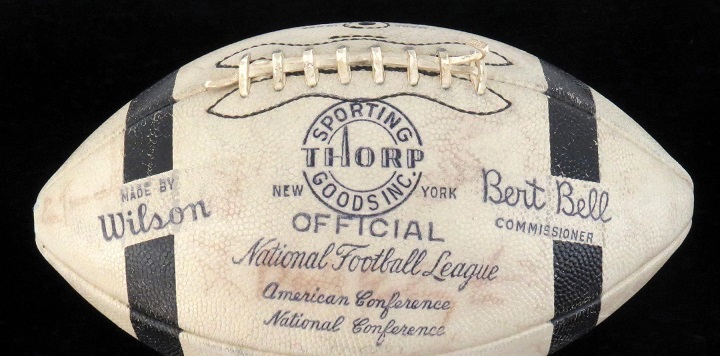 SPORTING
THORP
GOODS INC.
NEW YORK
OFFICIAL
National Football League
American Conference
National Conference
MADE BY
Wilson
Bert Bell
COMMISSIONER